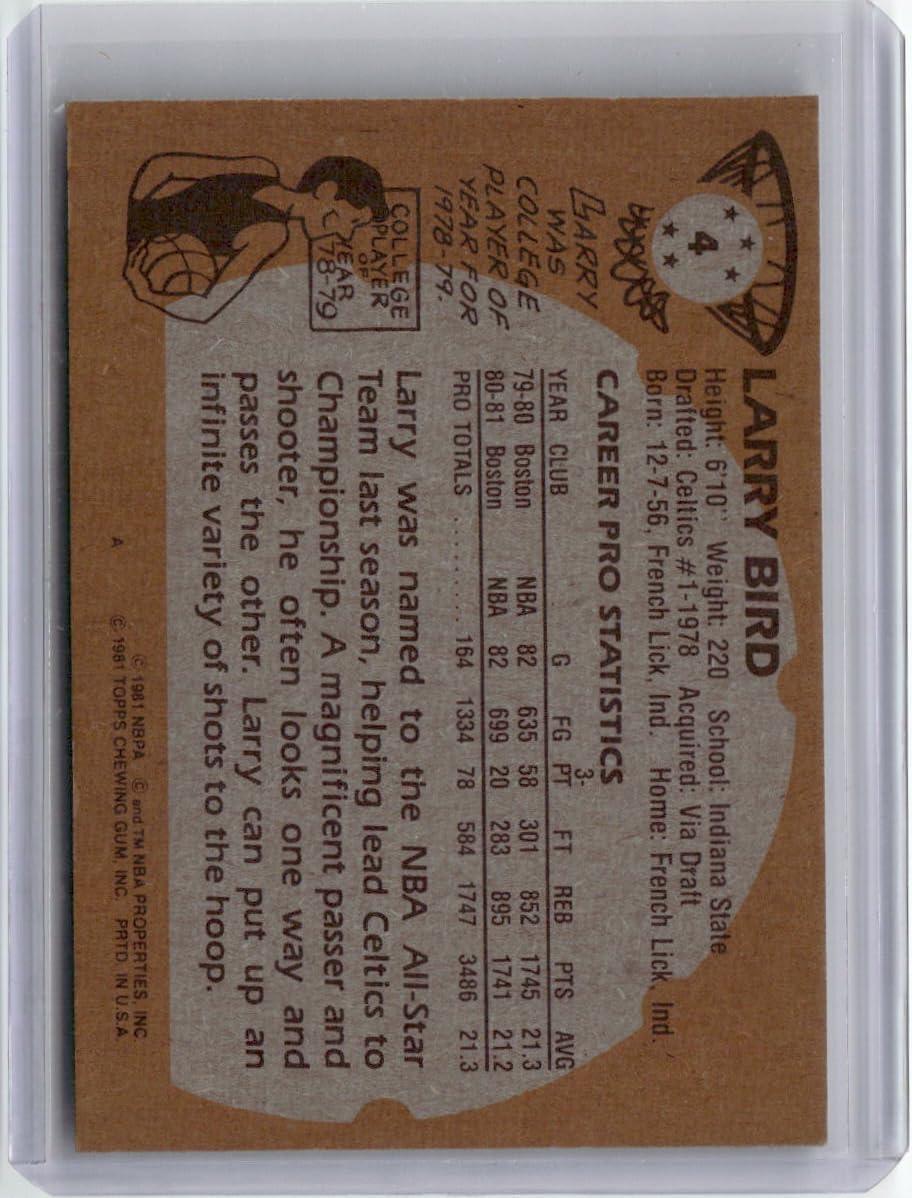 4
LARRY BIRD
Height: 6'10" Weight: 220 School: Indiana State
Drafted: Celtics #1-1978 Acquired: Via Draft
Born: 12-7-56, French Lick, Ind. Home: French Lick, Ind.
CAREER PRO STATISTICS
YEAR CLUB G FG 3-PT FT REB PTS AVG
79-80 Boston NBA 82 635 58 301 852 1745 21.3
80-81 Boston NBA 82 699 20 283 895 1741 21.2
PRO TOTALS ........ 164 1334 78 584 1747 3486 21.3
LARRY
WAS
COLLEGE
PLAYER OF
YEAR FOR
1978-79.
COLLEGE
PLAYER
OF
YEAR
'78-79
Larry was named to the NBA All-Star
Team last season, helping lead Celtics to
Championship. A magnificent passer and
shooter, he often looks one way and
passes the other. Larry can put up an
infinite variety of shots to the hoop.
© 1981 NBPA © and TM NBA PROPERTIES, INC
A © 1981 TOPPS CHEWING GUM, INC. PRTD. IN U.S.A